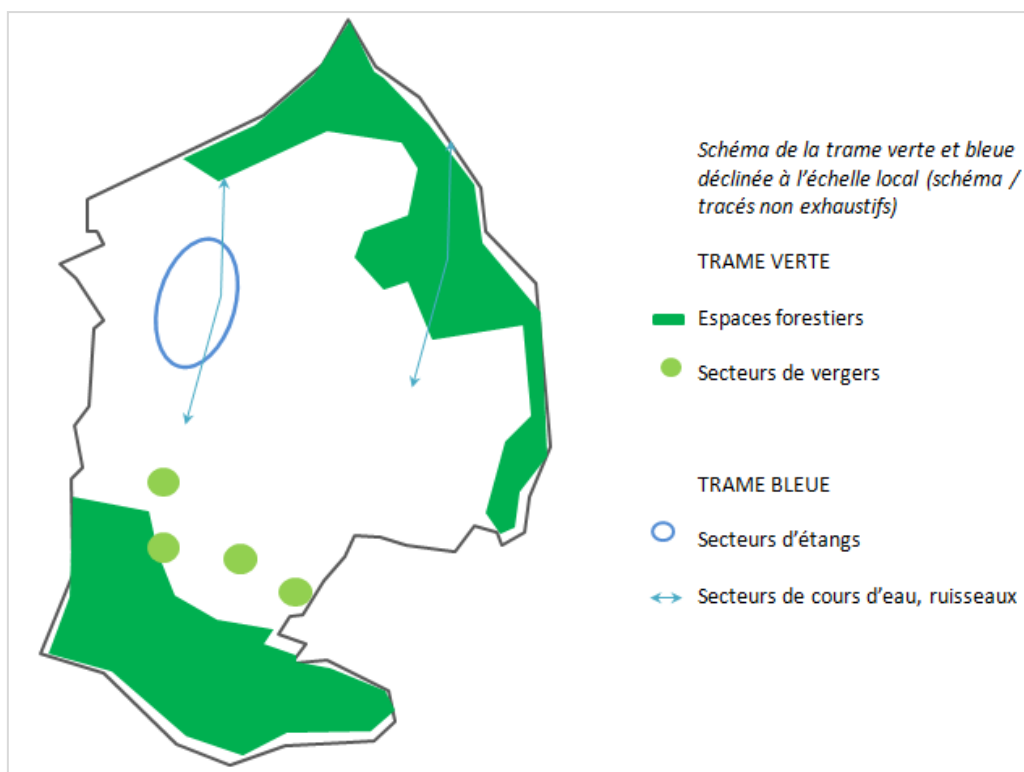 Schéma de la trame verte et bleue
déclinée à l’échelle local (schéma /
tracés non exhaustifs)
TRAME VERTE
Espaces forestiers
Secteurs de vergers
TRAME BLEUE
Secteurs d’étangs
Secteurs de cours d’eau, ruisseaux